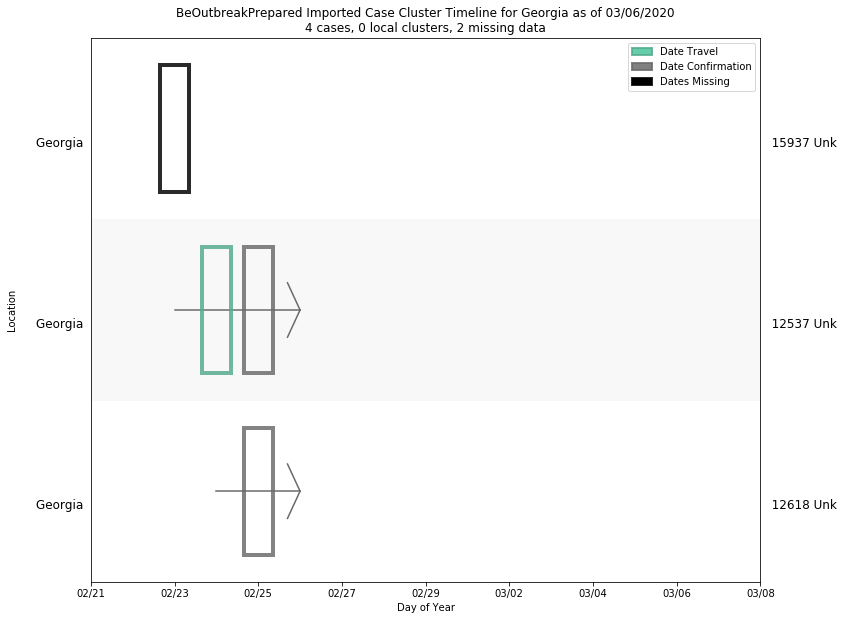 BeOutbreakPrepared Imported Case Cluster Timeline for Georgia as of 03/06/2020
4 cases, 0 local clusters, 2 missing data
Date Travel
Date Confirmation
Dates Missing
Georgia
15937 Unk
Location
Georgia
12537 Unk
Georgia
12618 Unk
02/21 02/23 02/25 02/27 02/29 03/02 03/04 03/06 03/08
Day of Year